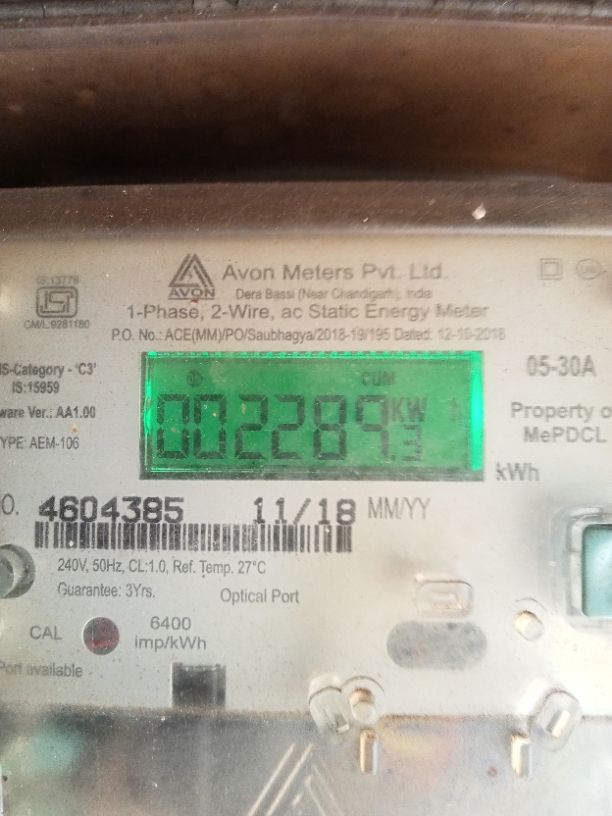 IS:13779
CM/L:9261160
AVON
Avon Meters Pvt. Ltd.
Dera Bassi (Near Chandigarh), India
1-Phase, 2-Wire, ac Static Energy Meter
P.O. No.: ACE(MM)/PO/Saubhagya/2018-19/195 Dated: 12-10-2018
IS-Category - 'C3'
IS:15959
ware Ver.: AA1.00
YPE: AEM-106
CUM
002289.3 KW
kWh
05-30A
Property o
MePDCL
O. 4604385 11/18 MM/YY
240V, 50Hz, CL:1.0, Ref. Temp. 27°C
Guarantee: 3Yrs.
Optical Port
CAL
6400
imp/kWh
Port available